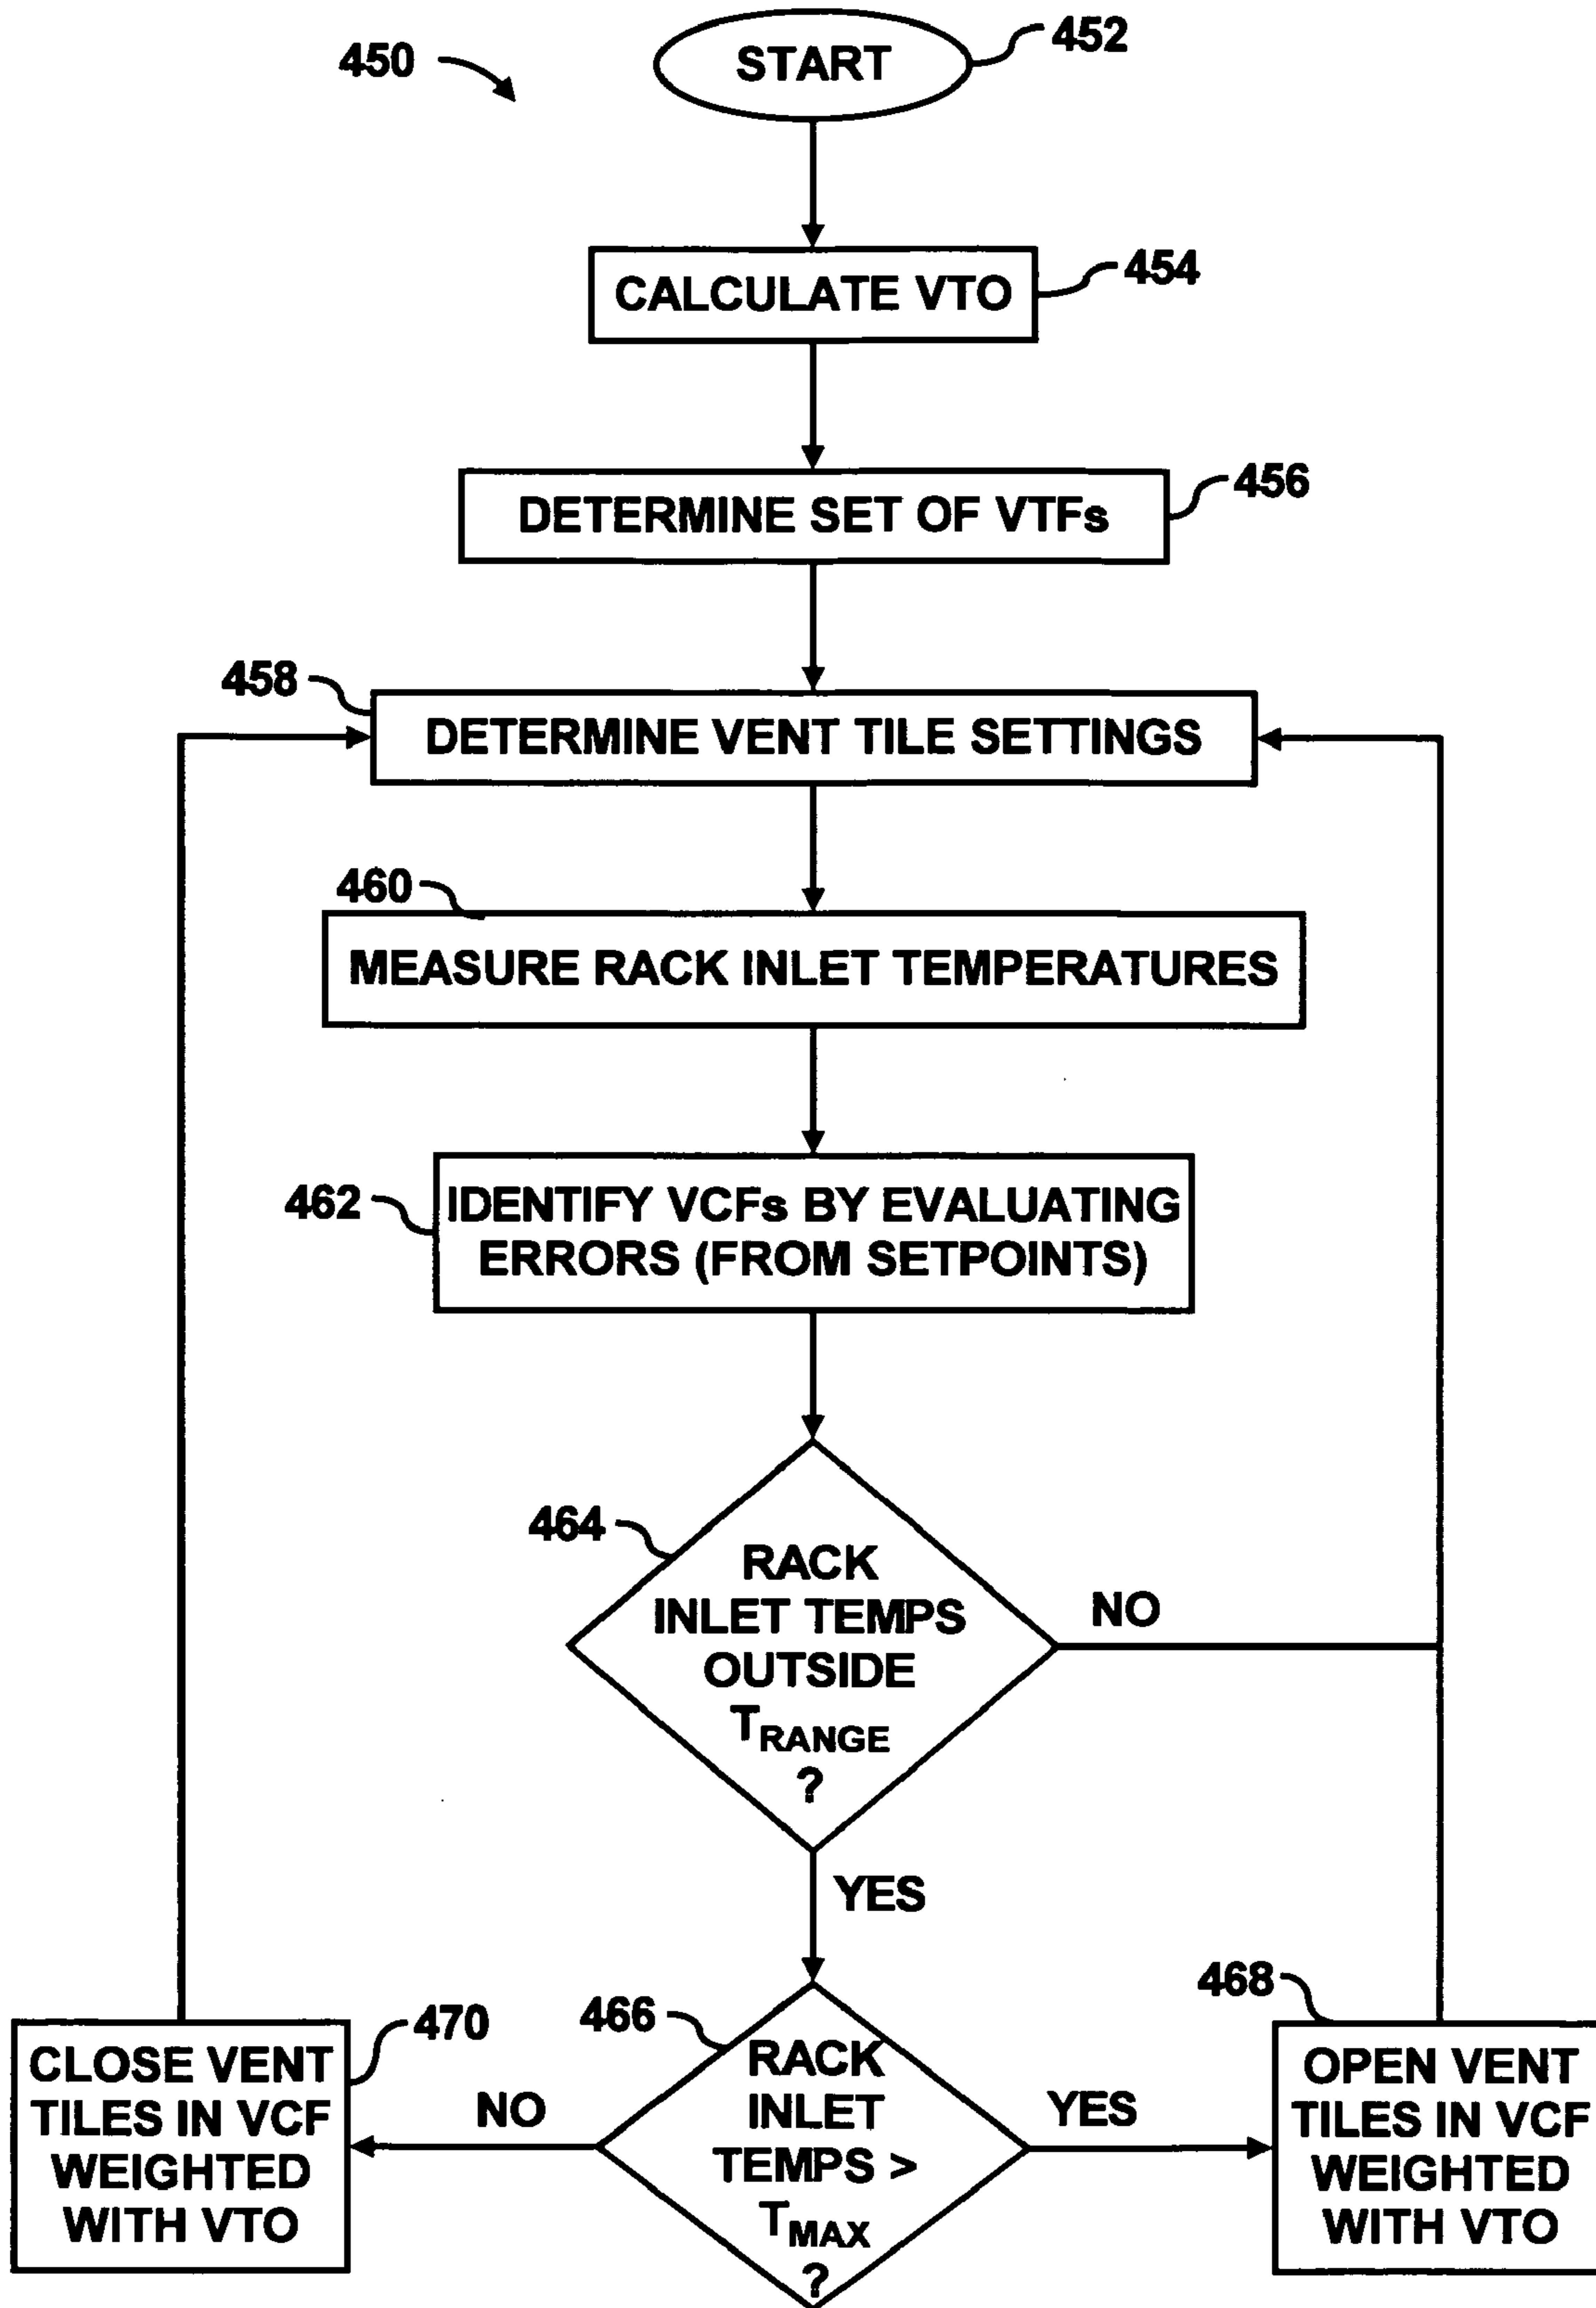 450
START
452
CALCULATE VTO
454
DETERMINE SET OF VTFs
456
458
DETERMINE VENT TILE SETTINGS
460
MEASURE RACK INLET TEMPERATURES
462
IDENTIFY VCFs BY EVALUATING
ERRORS (FROM SETPOINTS)
464
RACK
INLET TEMPS
OUTSIDE
TRANGE
?
NO
YES
466
RACK
INLET
TEMPS >
TMAX
?
NO
YES
470
CLOSE VENT
TILES IN VCF
WEIGHTED
WITH VTO
468
OPEN VENT
TILES IN VCF
WEIGHTED
WITH VTO